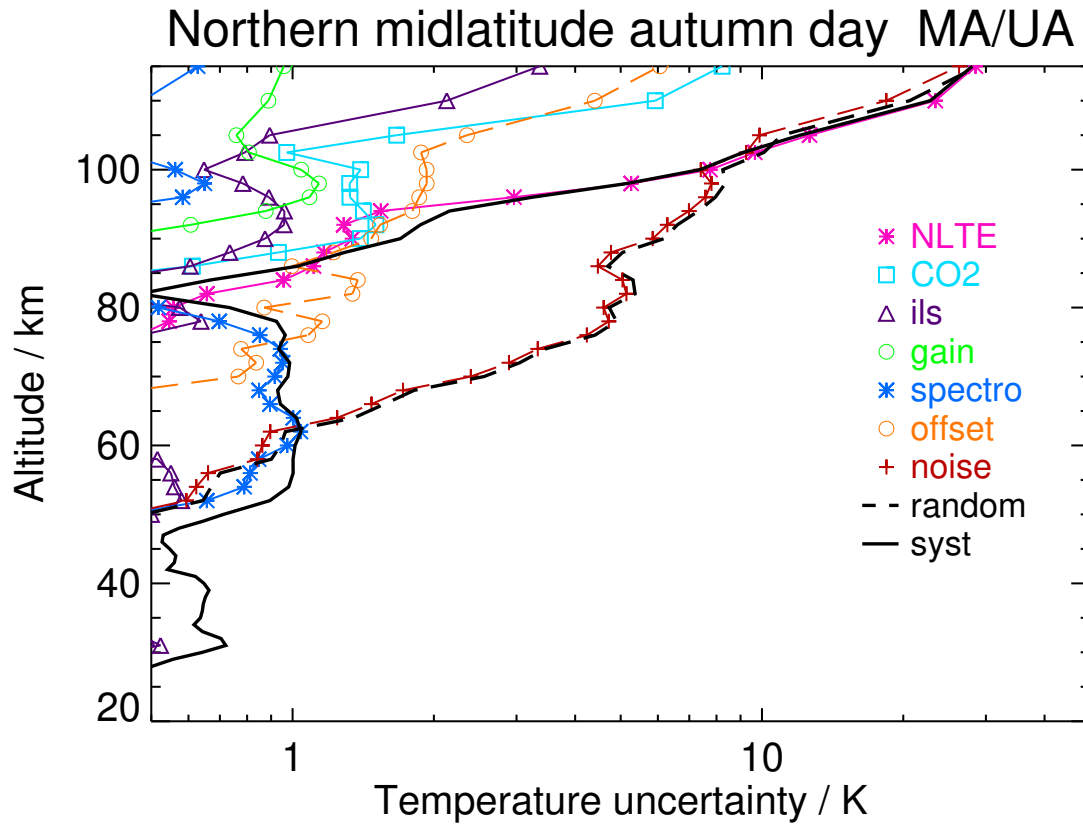 Northern midlatitude autumn day MA/UA
100
80
60
40
20
Altitude / km
NLTE
CO2
ils
gain
spectro
offset
noise
random
syst
1 10
Temperature uncertainty / K